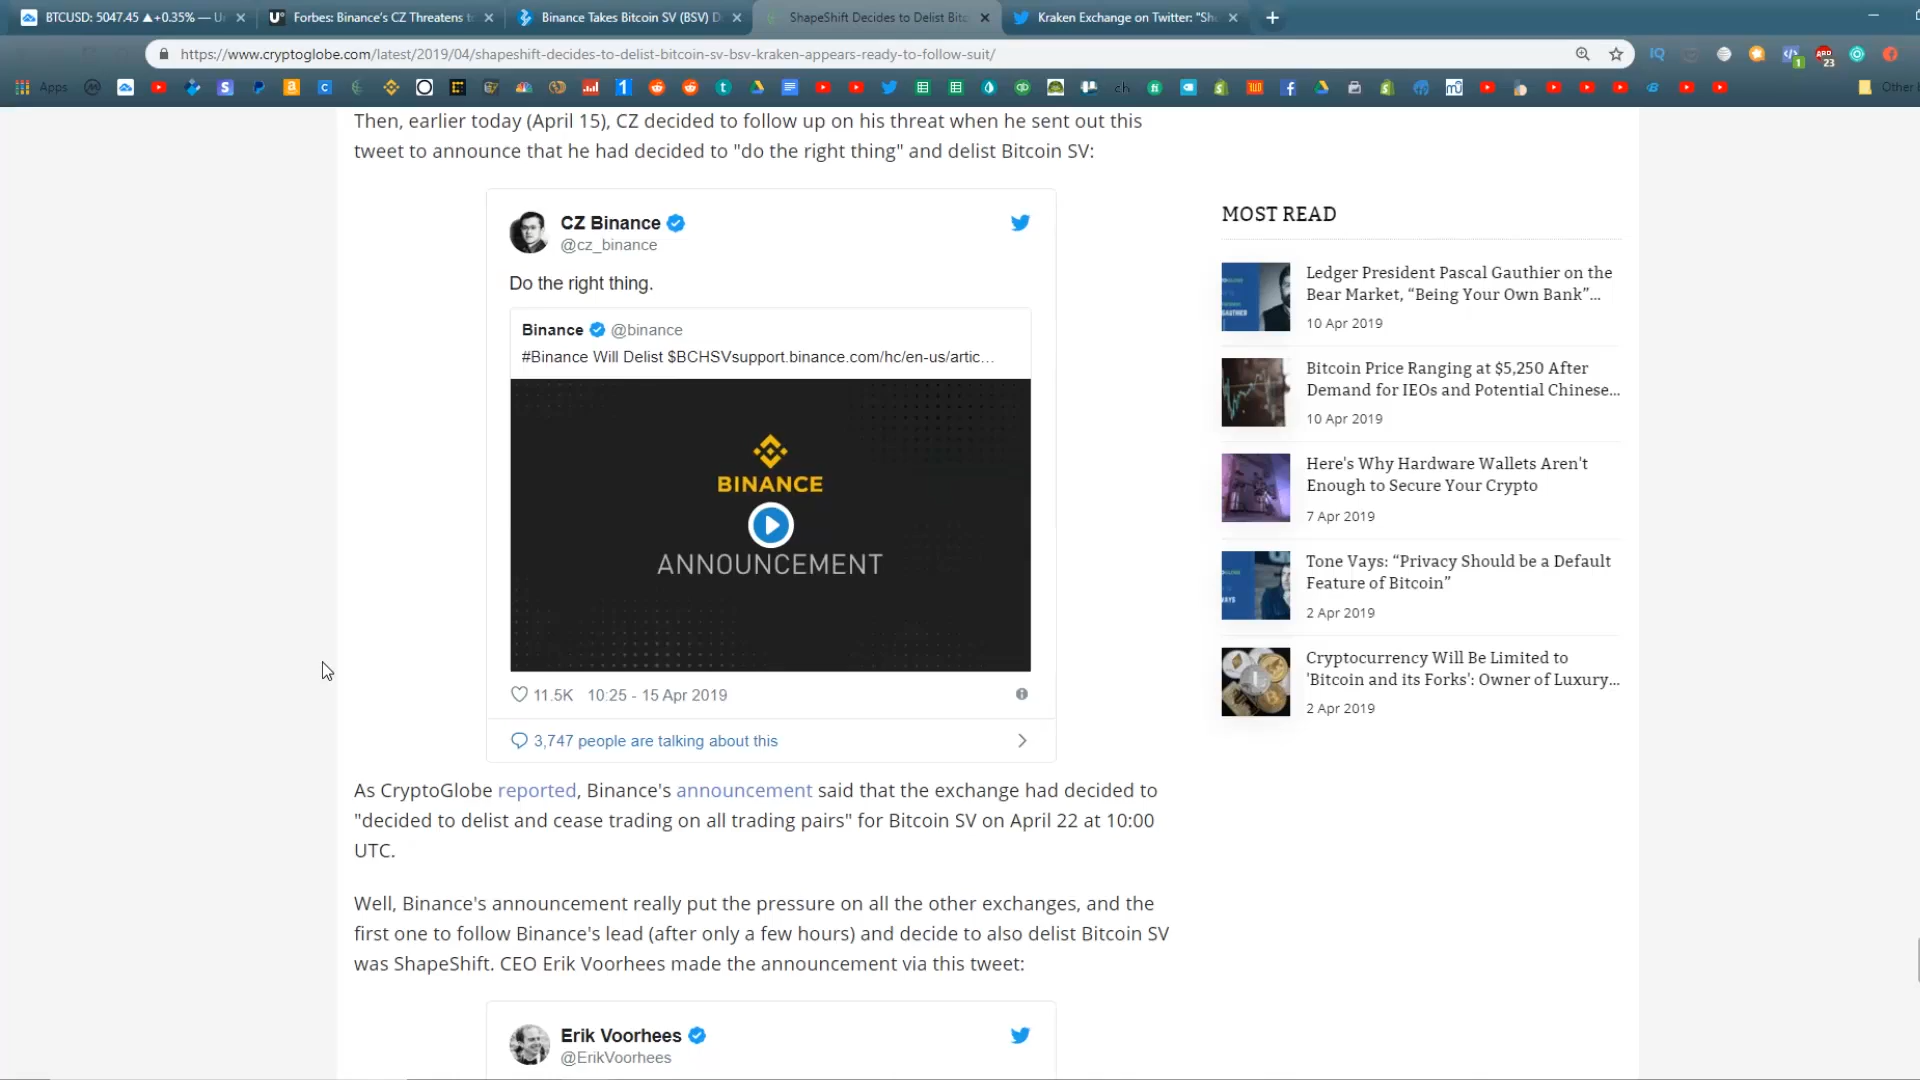 BTCUSD: 5047.45 ▲+0.35% — U
Forbes: Binance's CZ Threatens t
Binance Takes Bitcoin SV (BSV) D
ShapeShift Decides to Delist Bitc
Kraken Exchange on Twitter: "Sh
https://www.cryptoglobe.com/latest/2019/04/shapeshift-decides-to-delist-bitcoin-sv-bsv-kraken-appears-ready-to-follow-suit/
Apps
Other
Then, earlier today (April 15), CZ decided to follow up on his threat when he sent out this
tweet to announce that he had decided to "do the right thing" and delist Bitcoin SV:
CZ Binance
@cz_binance
Do the right thing.
Binance @binance
#Binance Will Delist $BCHSVsupport.binance.com/hc/en-us/artic…
BINANCE
ANNOUNCEMENT
11.5K 10:25 - 15 Apr 2019
3,747 people are talking about this
As CryptoGlobe reported, Binance's announcement said that the exchange had decided to
"decided to delist and cease trading on all trading pairs" for Bitcoin SV on April 22 at 10:00
UTC.
Well, Binance's announcement really put the pressure on all the other exchanges, and the
first one to follow Binance's lead (after only a few hours) and decide to also delist Bitcoin SV
was ShapeShift. CEO Erik Voorhees made the announcement via this tweet:
Erik Voorhees
@ErikVoorhees
MOST READ
Ledger President Pascal Gauthier on the
Bear Market, “Being Your Own Bank”...
10 Apr 2019
Bitcoin Price Ranging at $5,250 After
Demand for IEOs and Potential Chinese...
10 Apr 2019
Here's Why Hardware Wallets Aren't
Enough to Secure Your Crypto
7 Apr 2019
Tone Vays: “Privacy Should be a Default
Feature of Bitcoin”
2 Apr 2019
Cryptocurrency Will Be Limited to
'Bitcoin and its Forks': Owner of Luxury...
2 Apr 2019